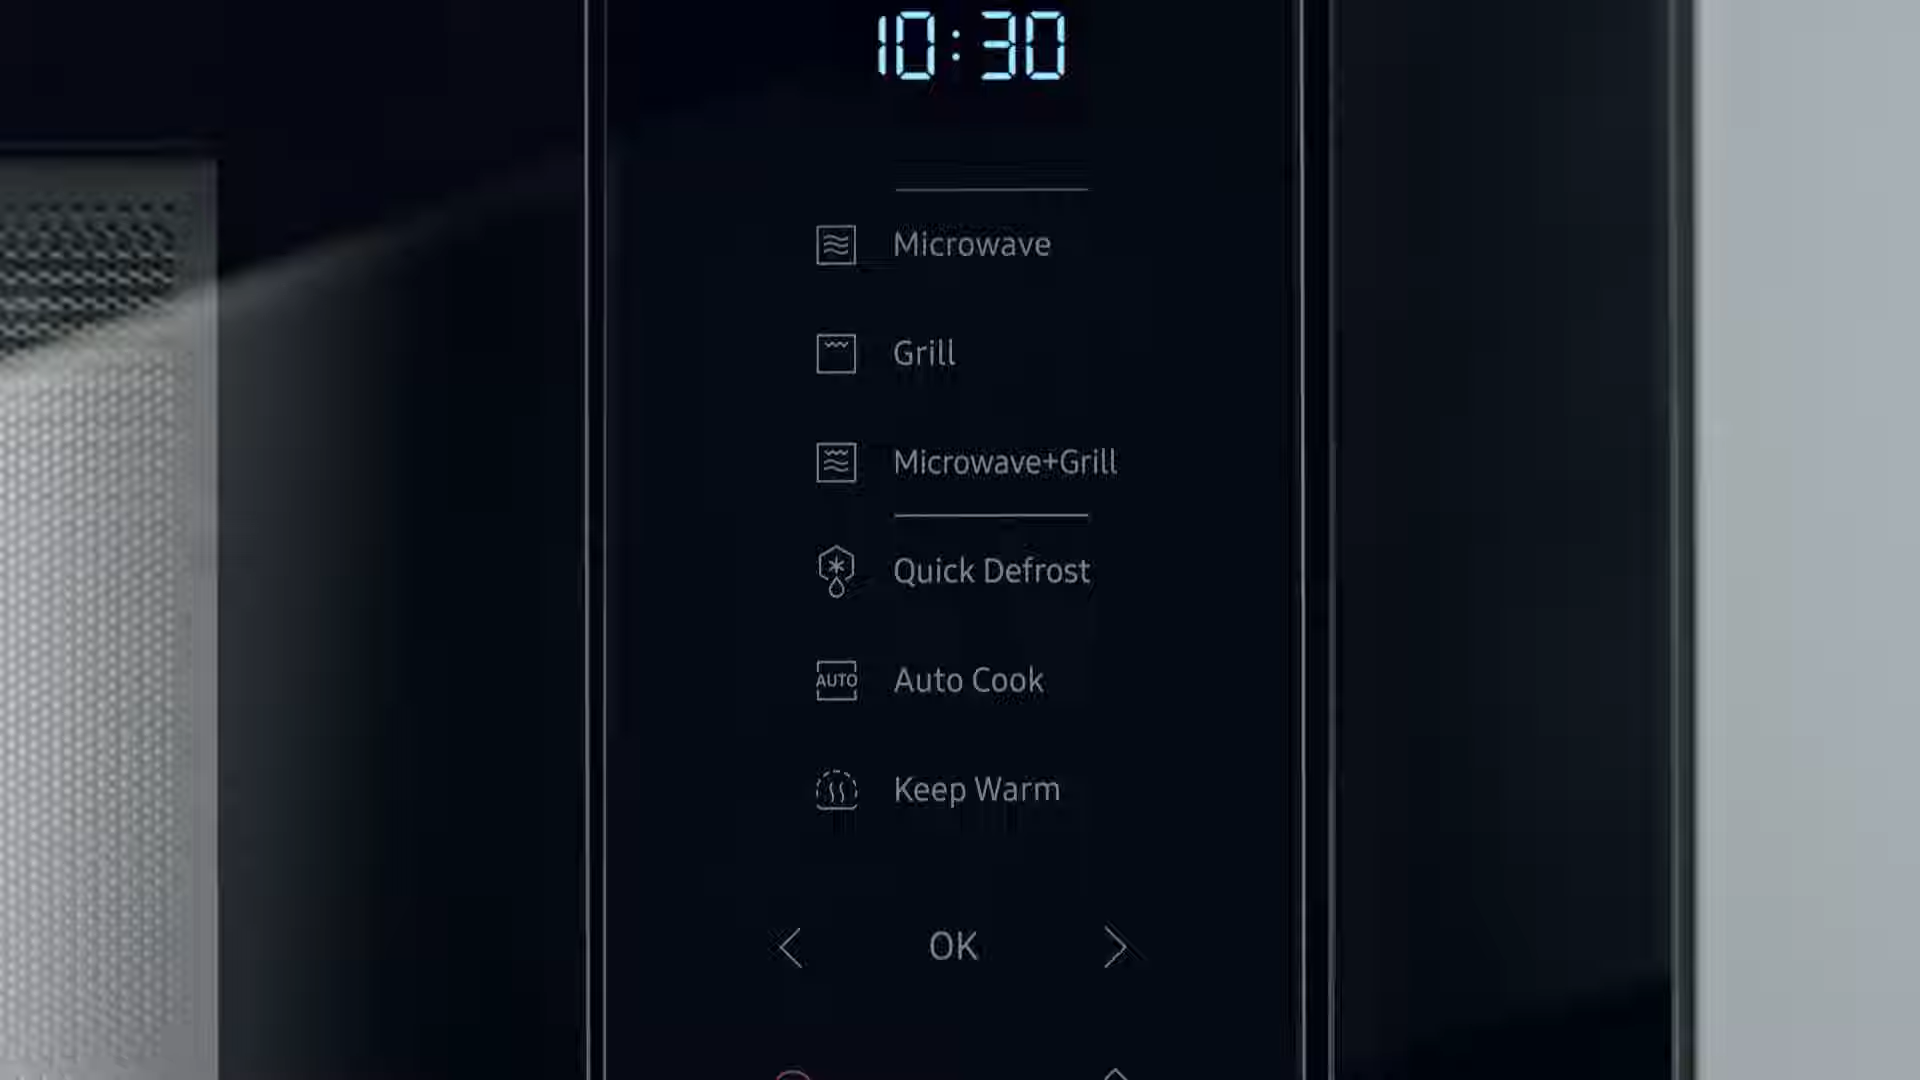 10:30
Microwave
Grill
Microwave+Grill
Quick Defrost
AUTO Auto Cook
Keep Warm
< OK >